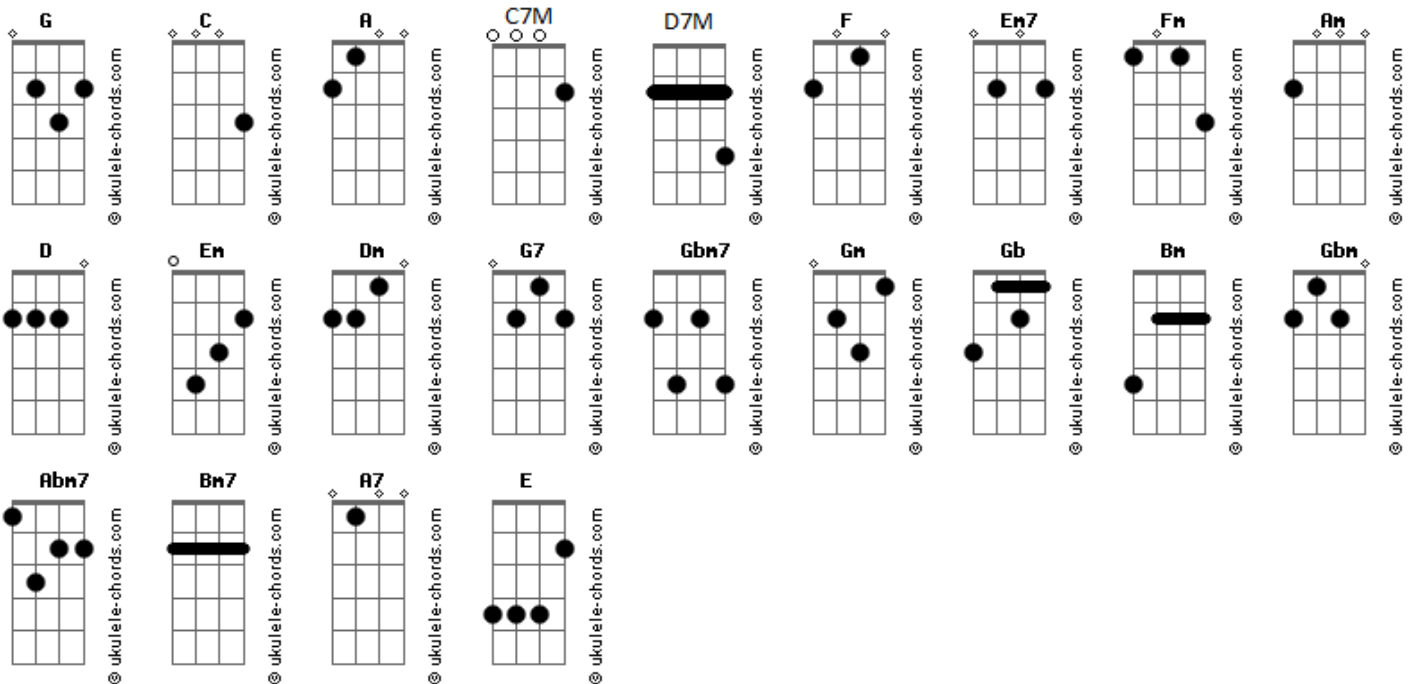 G C A C7M D7M F Em7 Fm Am
© ukulele-chords.com © ukulele-chords.com © ukulele-chords.com © ukulele-chords.com © ukulele-chords.com © ukulele-chords.com © ukulele-chords.com © ukulele-chords.com © ukulele-chords.com
D Em Dm G7 Gbm7 Gm Gb Bm Gbm
© ukulele-chords.com © ukulele-chords.com © ukulele-chords.com © ukulele-chords.com © ukulele-chords.com © ukulele-chords.com © ukulele-chords.com © ukulele-chords.com © ukulele-chords.com
Abm7 Bm7 A7 E
© ukulele-chords.com © ukulele-chords.com © ukulele-chords.com © ukulele-chords.com